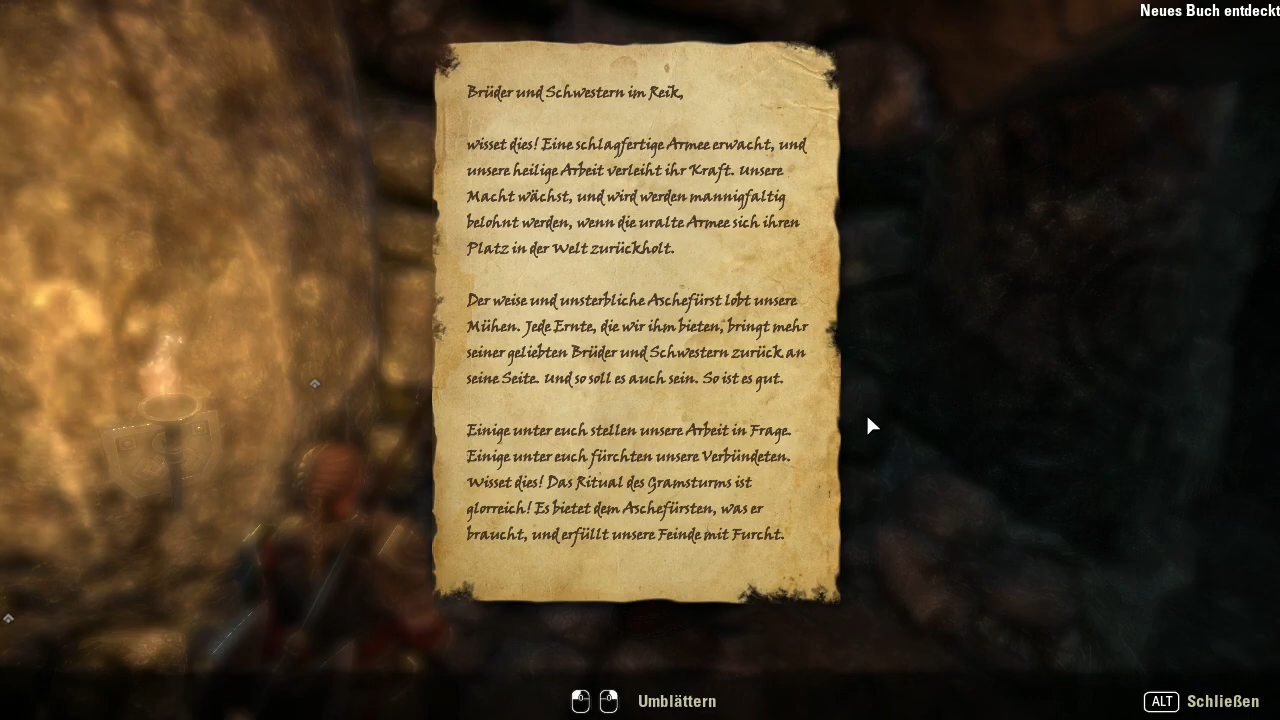 Neues Buch entdeckt
Brüder und Schwestern im Reik,
wisset dies! Eine schlagfertige Armee erwacht, und
unsere heilige Arbeit verleiht ihr Kraft. Unsere
Macht wächst, und wird werden mannigfaltig
belohnt werden, wenn die uralte Armee sich ihren
Platz in der Welt zurückholt.
Der weise und unsterbliche Aschefürst lobt unsere
Mühen. Jede Ernte, die wir ihm bieten, bringt mehr
seiner geliebten Brüder und Schwestern zurück an
seine Seite. Und so soll es auch sein. So ist es gut.
Einige unter euch stellen unsere Arbeit in Frage.
Einige unter euch fürchten unsere Verbündeten.
Wisset dies! Das Ritual des Gramsturms ist
glorreich! Es bietet dem Aschefürsten, was er
braucht, und erfüllt unsere Feinde mit Furcht.
Umblättern
ALT Schließen